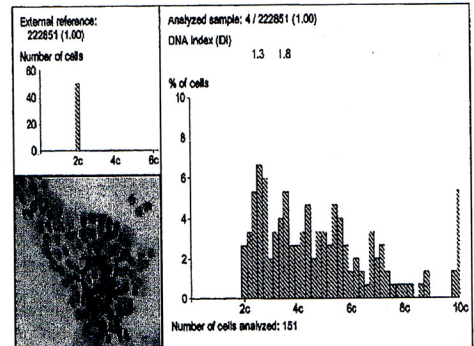 External reference:
222851 (1.00)
Number of cells
60
40
20
0
2c 4c 6c
Analyzed sample: 4 / 222851 (1.00)
DNA index (DI)
1.3 1.8
% of cells
10
8
6
4
2
0
2c 4c 6c 8c 10c
Number of cells analyzed: 151